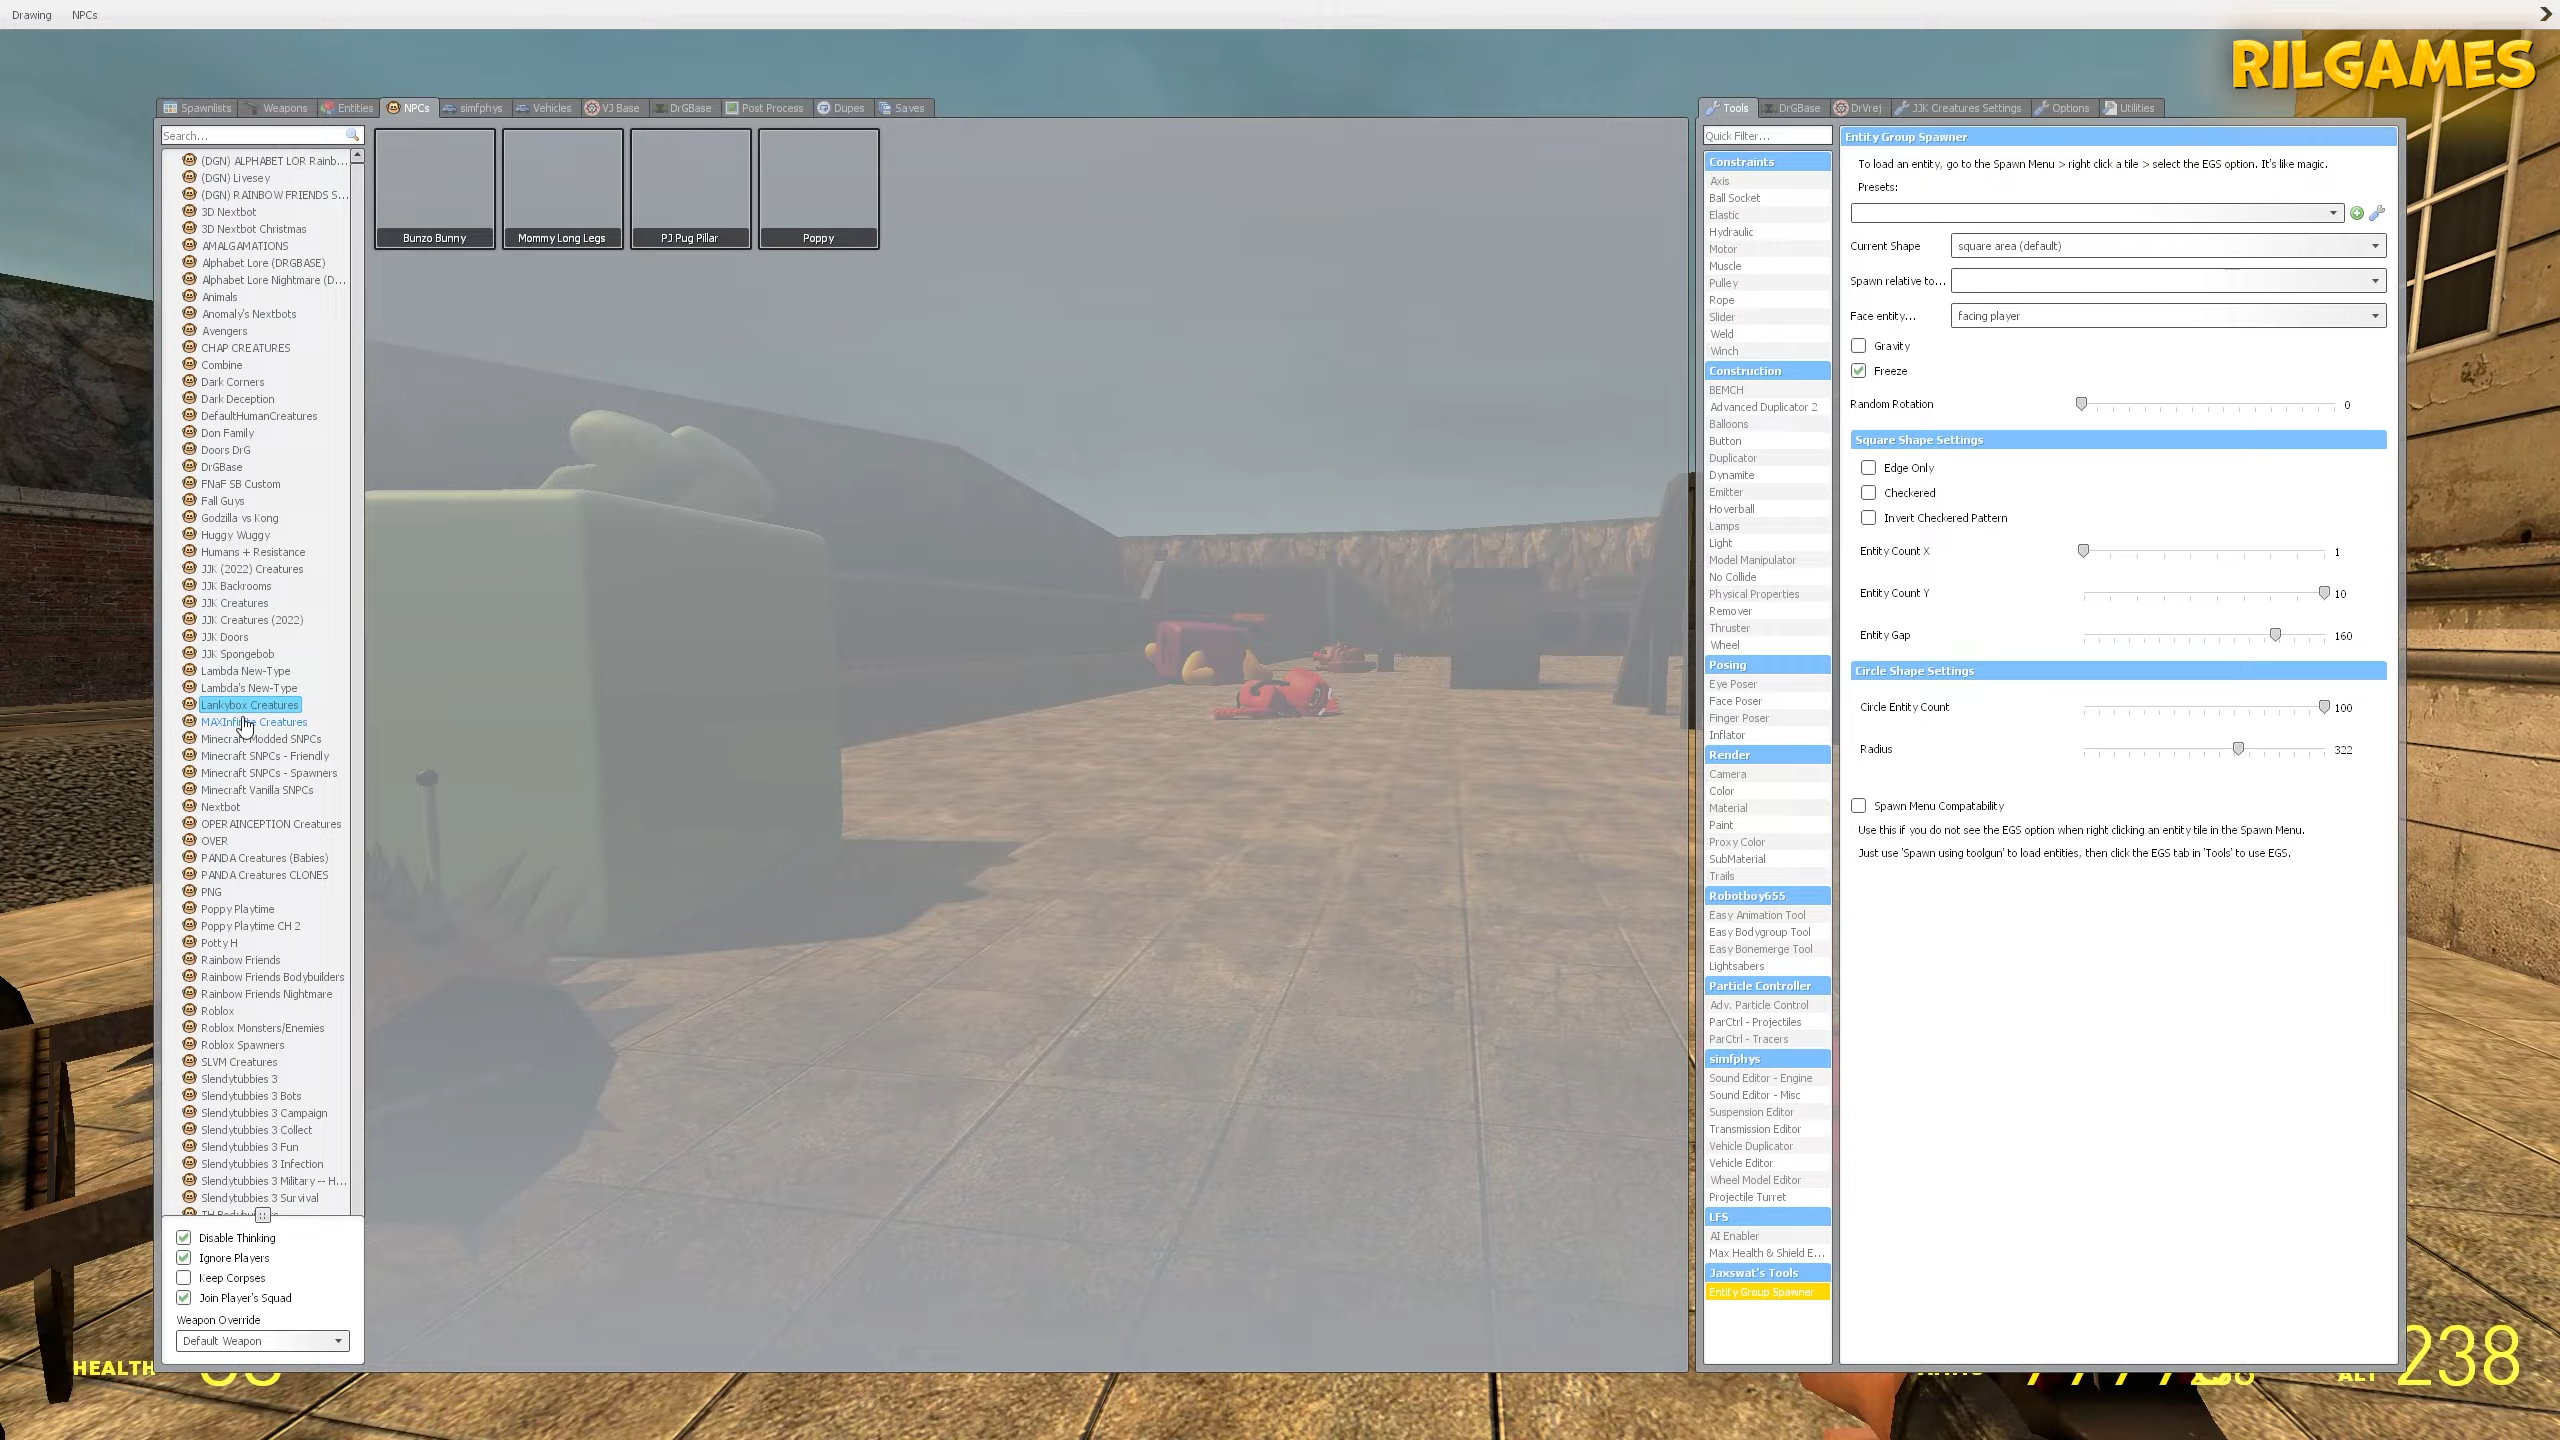 Drawing NPCs
RILGAMES
Spawnlists Weapons Entities NPCs simfphys Vehicles VJ Base DrGBase Post Process Dupes Saves
Search...
(DGN) ALPHABET LOR Rainb...
(DGN) Livesey
(DGN) RAINBOW FRIENDS S...
3D Nextbot
3D Nextbot Christmas
AMALGAMATIONS
Alphabet Lore (DRGBASE)
Alphabet Lore Nightmare (D...
Animals
Anomaly's Nextbots
Avengers
CHAP CREATURES
Combine
Dark Corners
Dark Deception
DefaultHumanCreatures
Don Family
Doors DrG
DrGBase
FNaF SB Custom
Fall Guys
Godzilla vs Kong
Huggy Wuggy
Humans + Resistance
JJK (2022) Creatures
JJK Backrooms
JJK Creatures
JJK Creatures (2022)
JJK Doors
JJK Spongebob
Lambda New-Type
Lambda's New-Type
Lankybox Creatures
MAXInfinite Creatures
Minecraft Modded SNPCs
Minecraft SNPCs - Friendly
Minecraft SNPCs - Spawners
Minecraft Vanilla SNPCs
Nextbot
OPERAINCEPTION Creatures
OVER
PANDA Creatures (Babies)
PANDA Creatures CLONES
PNG
Poppy Playtime
Poppy Playtime CH 2
Potty H
Rainbow Friends
Rainbow Friends Bodybuilders
Rainbow Friends Nightmare
Roblox
Roblox Monsters/Enemies
Roblox Spawners
SLVM Creatures
Slendytubbies 3
Slendytubbies 3 Bots
Slendytubbies 3 Campaign
Slendytubbies 3 Collect
Slendytubbies 3 Fun
Slendytubbies 3 Infection
Slendytubbies 3 Military -- H...
Slendytubbies 3 Survival
Disable Thinking
Ignore Players
Keep Corpses
Join Player's Squad
Weapon Override
Default Weapon
Bunzo Bunny Mommy Long Legs PJ Pug Pillar Poppy
Tools DrGBase DrVrej JJK Creatures Settings Options Utilities
Quick Filter...
Constraints
Axis
Ball Socket
Elastic
Hydraulic
Motor
Muscle
Pulley
Rope
Slider
Weld
Winch
Construction
BEMCH
Advanced Duplicator 2
Balloons
Button
Duplicator
Dynamite
Emitter
Hoverball
Lamps
Light
Model Manipulator
No Collide
Physical Properties
Remover
Thruster
Wheel
Posing
Eye Poser
Face Poser
Finger Poser
Inflator
Render
Camera
Color
Material
Paint
Proxy Color
SubMaterial
Trails
Robotboy655
Easy Animation Tool
Easy Bodygroup Tool
Easy Bonemerge Tool
Lightsabers
Particle Controller
Adv. Particle Control
ParCtrl - Projectiles
ParCtrl - Tracers
simfphys
Sound Editor - Engine
Sound Editor - Misc
Suspension Editor
Transmission Editor
Vehicle Duplicator
Vehicle Editor
Wheel Model Editor
Projectile Turret
LFS
AI Enabler
Max Health & Shield E...
Jaxswat's Tools
Entity Group Spawner
Entity Group Spawner
To load an entity, go to the Spawn Menu > right click a tile > select the EGS option. It's like magic.
Presets:
Current Shape square area (default)
Spawn relative to...
Face entity... facing player
Gravity
Freeze
Random Rotation 0
Square Shape Settings
Edge Only
Checkered
Invert Checkered Pattern
Entity Count X 1
Entity Count Y 10
Entity Gap 160
Circle Shape Settings
Circle Entity Count 100
Radius 322
Spawn Menu Compatability
Use this if you do not see the EGS option when right clicking an entity tile in the Spawn Menu.
Just use 'Spawn using toolgun' to load entities, then click the EGS tab in 'Tools' to use EGS.
HEALTH
ALT 238